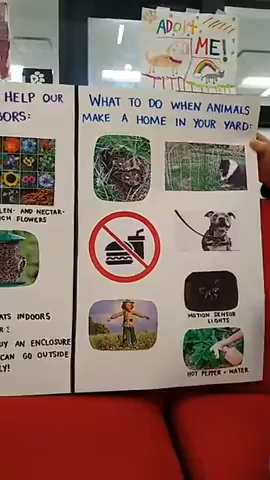 ADOPT
ME!
HELP OUR
BORS:
WHAT TO DO WHEN ANIMALS
MAKE A HOME IN YOUR YARD:
LEN- AND NECTAR-
CH FLOWERS
ATS INDOORS
R:
UY AN ENCLOSURE
CAN GO OUTSIDE
LY!
MOTION SENSOR
LIGHTS
HOT PEPPER + WATER